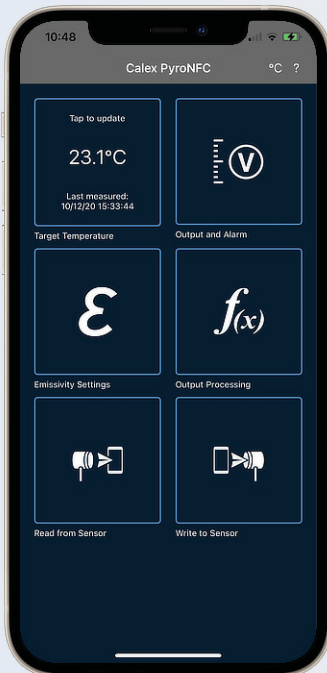 10:48
Calex PyroNFC °C ?
Tap to update
23.1°C
Last measured:
10/12/20 15:33:44
V
Target Temperature
Output and Alarm
ε
f(x)
Emissivity Settings
Output Processing
Read from Sensor
Write to Sensor